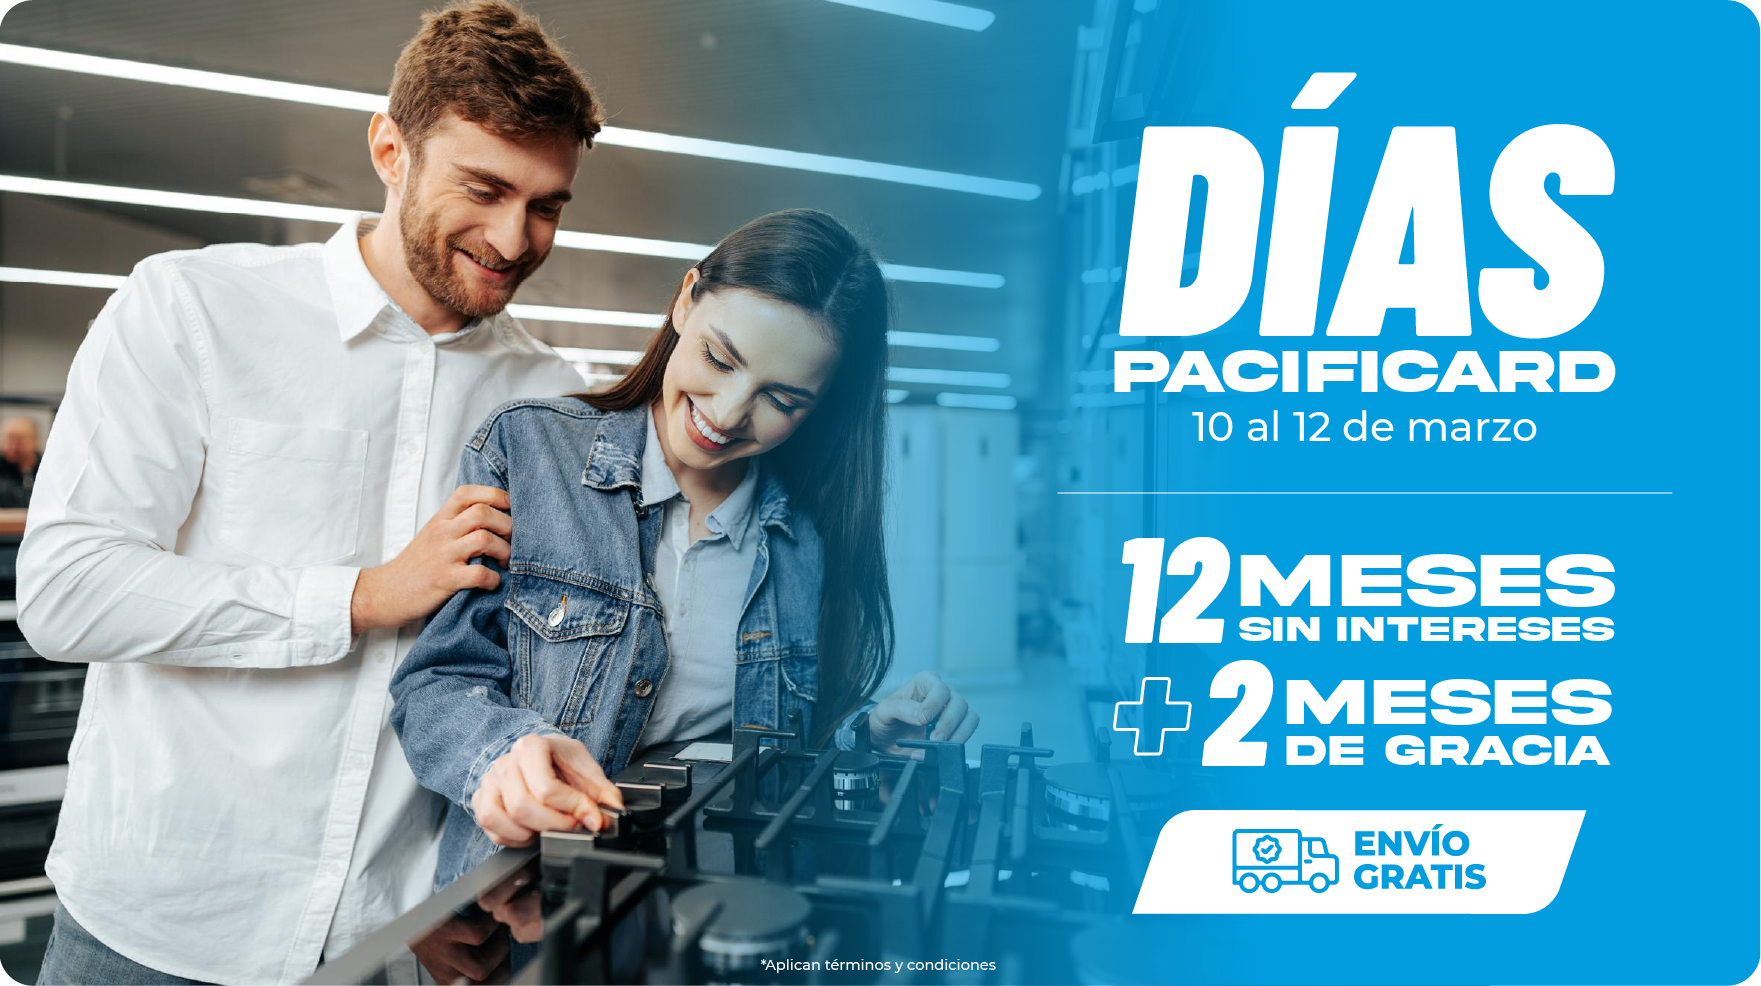 DÍAS
PACIFICARD
10 al 12 de marzo
12 MESES
SIN INTERESES
+2 MESES
DE GRACIA
ENVÍO
GRATIS
*Aplican términos y condiciones